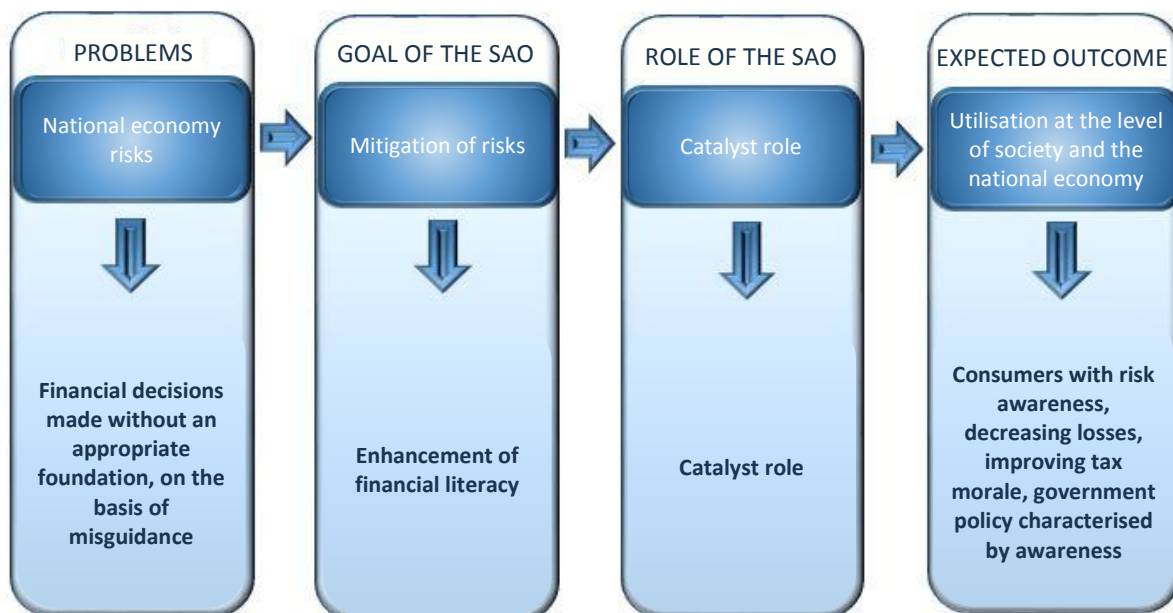 PROBLEMS
National economy
risks
Financial decisions
made without an
appropriate
foundation, on the
basis of
misguidance
GOAL OF THE SAO
Mitigation of risks
Enhancement of
financial literacy
ROLE OF THE SAO
Catalyst role
Catalyst role
EXPECTED OUTCOME
Utilisation at the level
of society and the
national economy
Consumers with risk
awareness,
decreasing losses,
improving tax
morale, government
policy characterised
by awareness